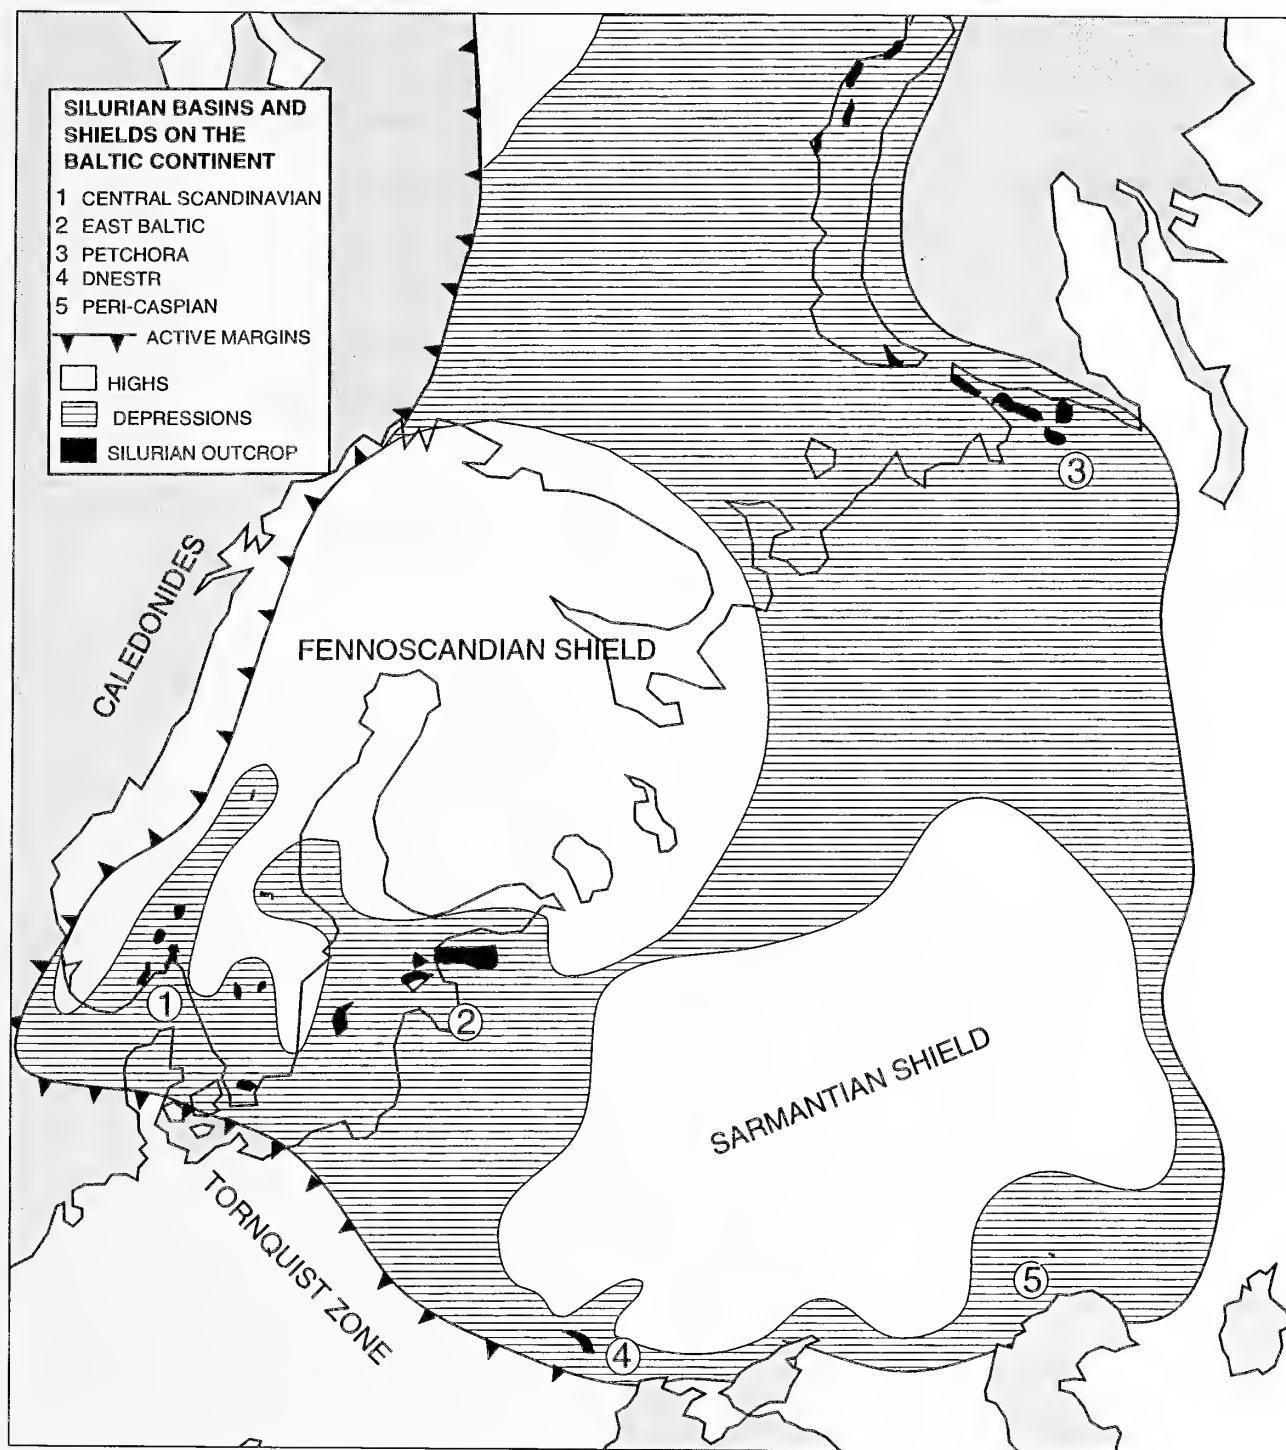 SILURIAN BASINS AND
SHIELDS ON THE
BALTIC CONTINENT
1 CENTRAL SCANDINAVIAN
2 EAST BALTIC
3 PETCHORA
4 DNESTR
5 PERI-CASPIAN
ACTIVE MARGINS
HIGHS
DEPRESSIONS
SILURIAN OUTCROP
3
CALEDONIDES
FENNOSCANDIAN SHIELD
1
2
SARMANTIAN SHIELD
TORNQUIST ZONE
5
4